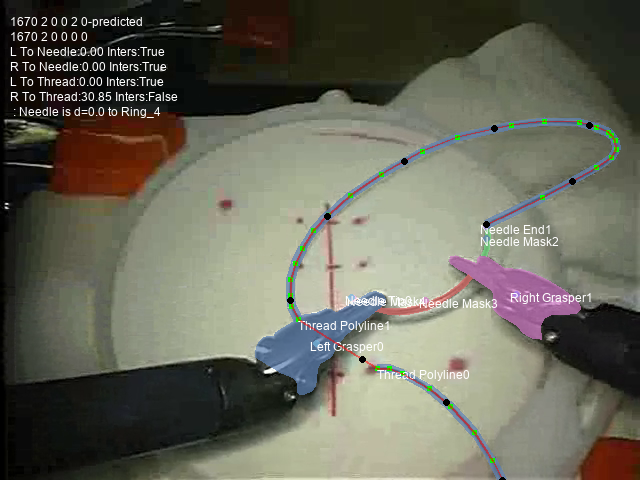 1670 2 0 0 2 0-predicted
1670 2 0 0 0 0
L To Needle:0.00 Inters:True
R To Needle:0.00 Inters:True
L To Thread:0.00 Inters:True
R To Thread:30.85 Inters:False
: Needle is d=0.0 to Ring_4
Needle End1
Needle Mask2
Right Grasper1
Needle Mask3
Thread Polyline1
Left Grasper0
Thread Polyline0